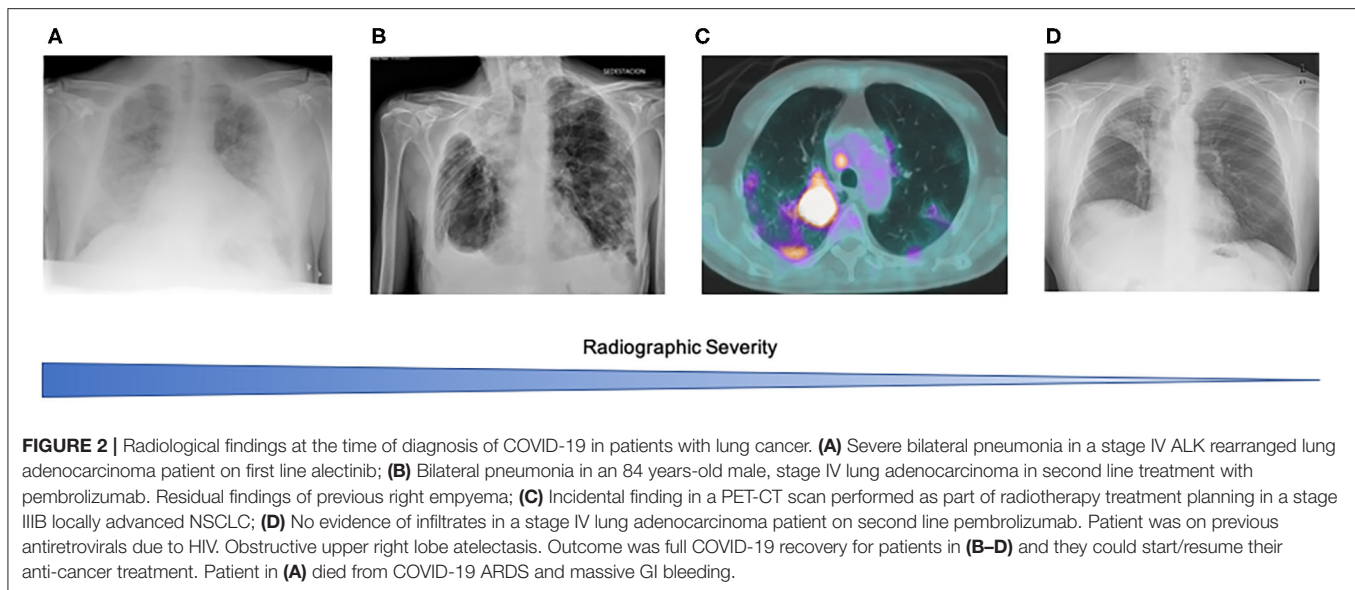 A
B
C
D
SEDESTACION
Radiographic Severity
FIGURE 2 | Radiological findings at the time of diagnosis of COVID-19 in patients with lung cancer. (A) Severe bilateral pneumonia in a stage IV ALK rearranged lung
adenocarcinoma patient on first line alectinib; (B) Bilateral pneumonia in an 84 years-old male, stage IV lung adenocarcinoma in second line treatment with
pembrolizumab. Residual findings of previous right empyema; (C) Incidental finding in a PET-CT scan performed as part of radiotherapy treatment planning in a stage
IIIB locally advanced NSCLC; (D) No evidence of infiltrates in a stage IV lung adenocarcinoma patient on second line pembrolizumab. Patient was on previous
antiretrovirals due to HIV. Obstructive upper right lobe atelectasis. Outcome was full COVID-19 recovery for patients in (B–D) and they could start/resume their
anti-cancer treatment. Patient in (A) died from COVID-19 ARDS and massive GI bleeding.